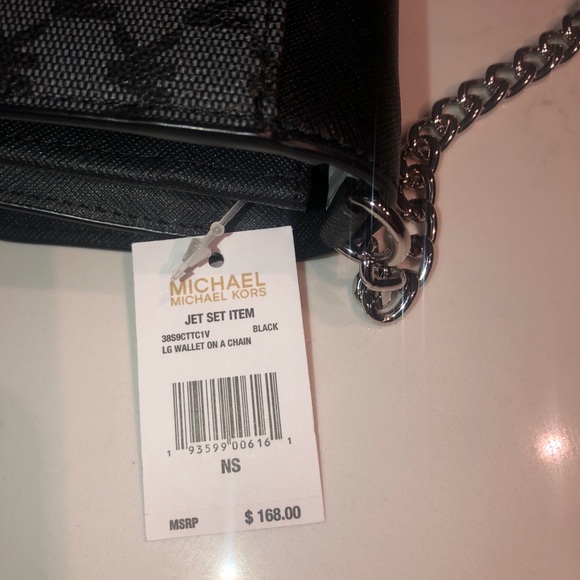 MICHAEL
MICHAEL KORS
JET SET ITEM
38S9CTTC1V BLACK
LG WALLET ON A CHAIN
1 93599 00616 1
NS
MSRP $ 168.00